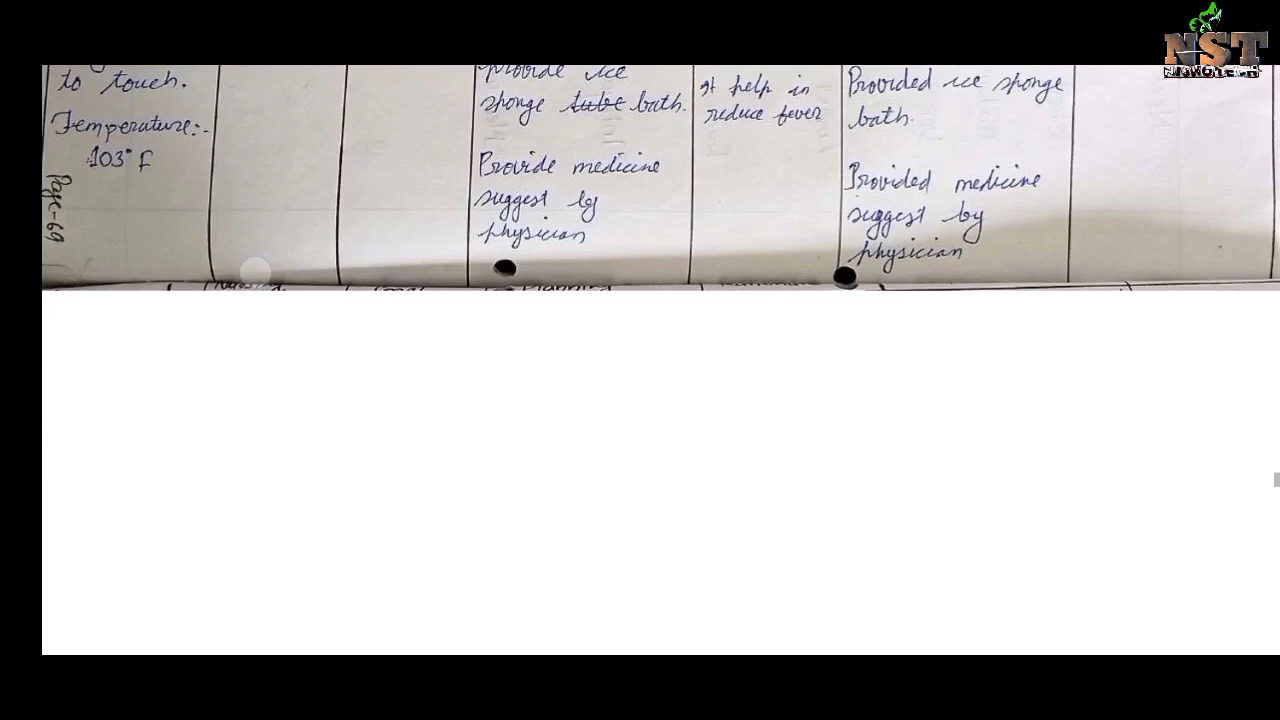 to touch.
Temperature:-
103° F
Page-69
provide ice
sponge tube bath.
Provide medicine
suggest by
physician
It help in
reduce fever
Provided ice sponge
bath.
Provided medicine
suggest by
physician
Planning
NST